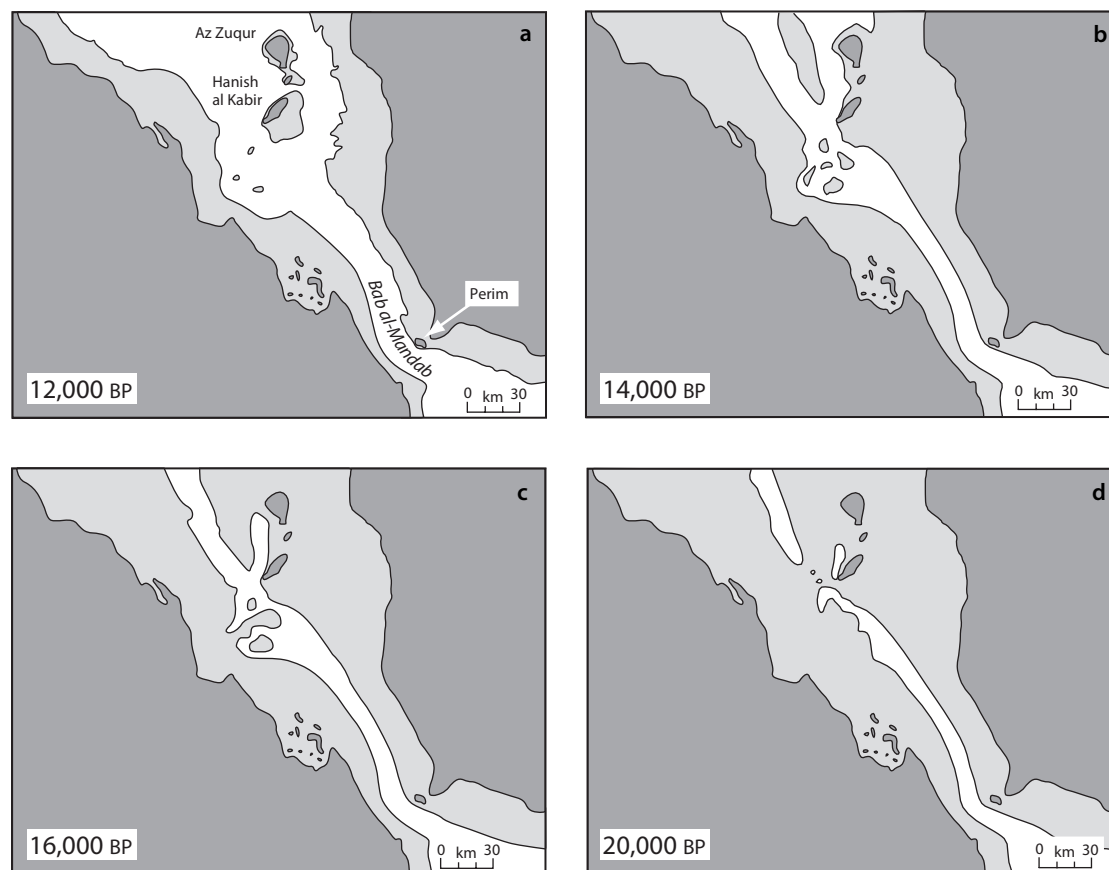 a
Az Zuqur
Hanish
al Kabir
Bab al-Mandab
Perim
12,000 BP
0 km 30
b
14,000 BP
0 km 30
c
16,000 BP
0 km 30
d
20,000 BP
0 km 30